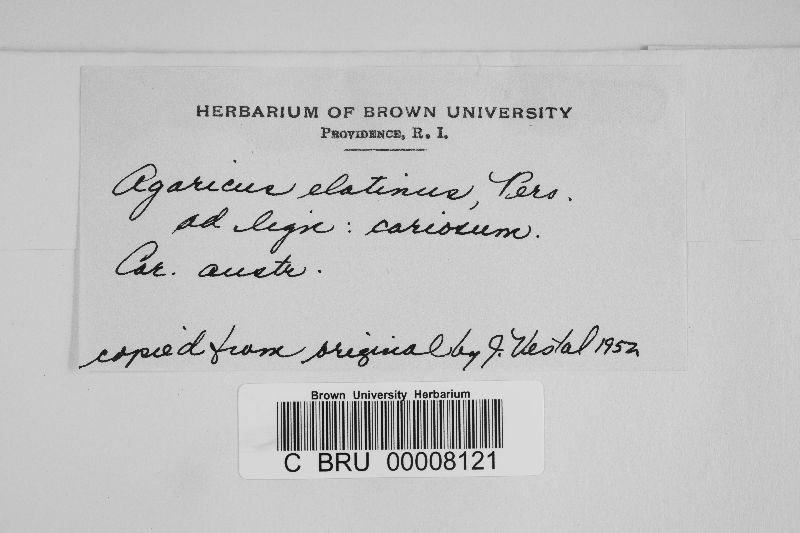 HERBARIUM OF BROWN UNIVERSITY
PROVIDENCE, R. I.
Agaricus elatinus, Pers.
ad lign: cariosum.
Car. austr.
copied from original by J. Vestal 1952
Brown University Herbarium
C BRU 00008121